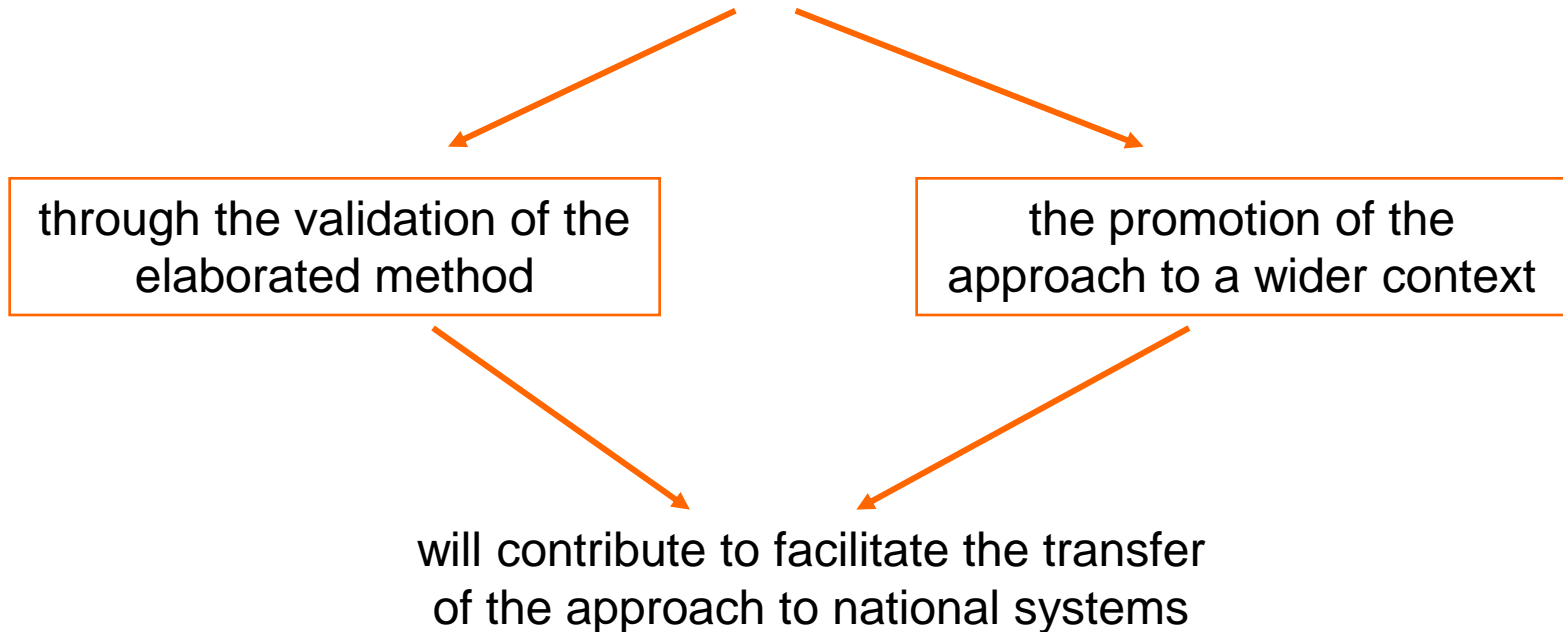 through the validation of the
elaborated method
the promotion of the
approach to a wider context
will contribute to facilitate the transfer
of the approach to national systems